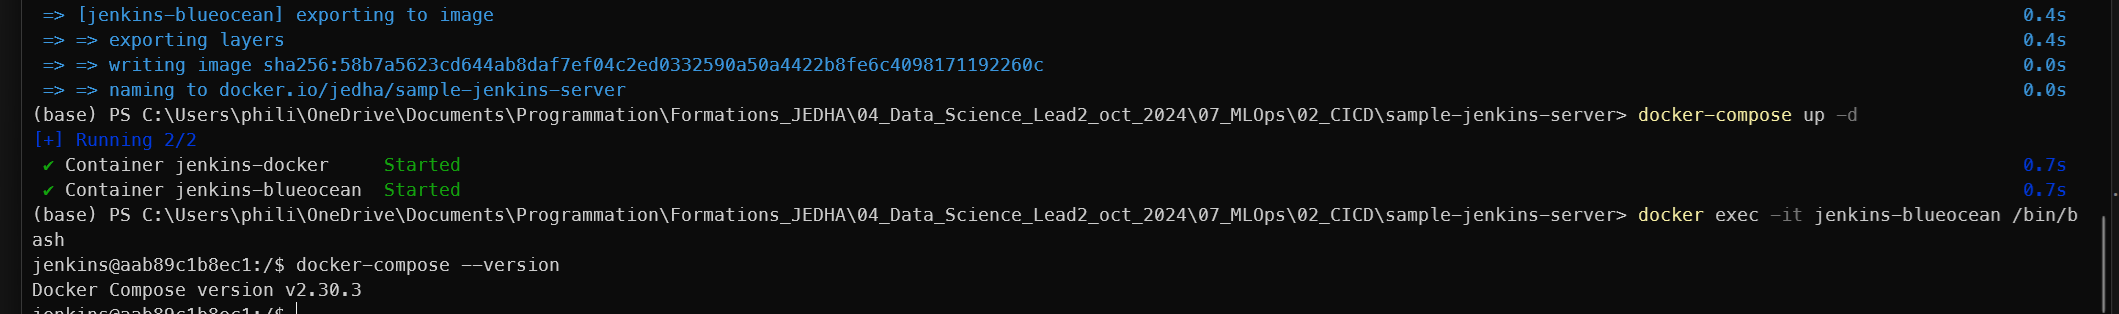 => [jenkins-blueocean] exporting to image 0.4s
=> => exporting layers 0.4s
=> => writing image sha256:58b7a5623cd644ab8daf7ef04c2ed0332590a50a4422b8fe6c4098171192260c 0.0s
=> => naming to docker.io/jedha/sample-jenkins-server 0.0s
(base) PS C:\Users\phili\OneDrive\Documents\Programmation\Formations_JEDHA\04_Data_Science_Lead2_oct_2024\07_MLOps\02_CICD\sample-jenkins-server> docker-compose up -d
[+] Running 2/2
✔ Container jenkins-docker Started 0.7s
✔ Container jenkins-blueocean Started 0.7s
(base) PS C:\Users\phili\OneDrive\Documents\Programmation\Formations_JEDHA\04_Data_Science_Lead2_oct_2024\07_MLOps\02_CICD\sample-jenkins-server> docker exec -it jenkins-blueocean /bin/b
ash
jenkins@aab89c1b8ec1:/$ docker-compose --version
Docker Compose version v2.30.3
jenkins@aab89c1b8ec1:/$